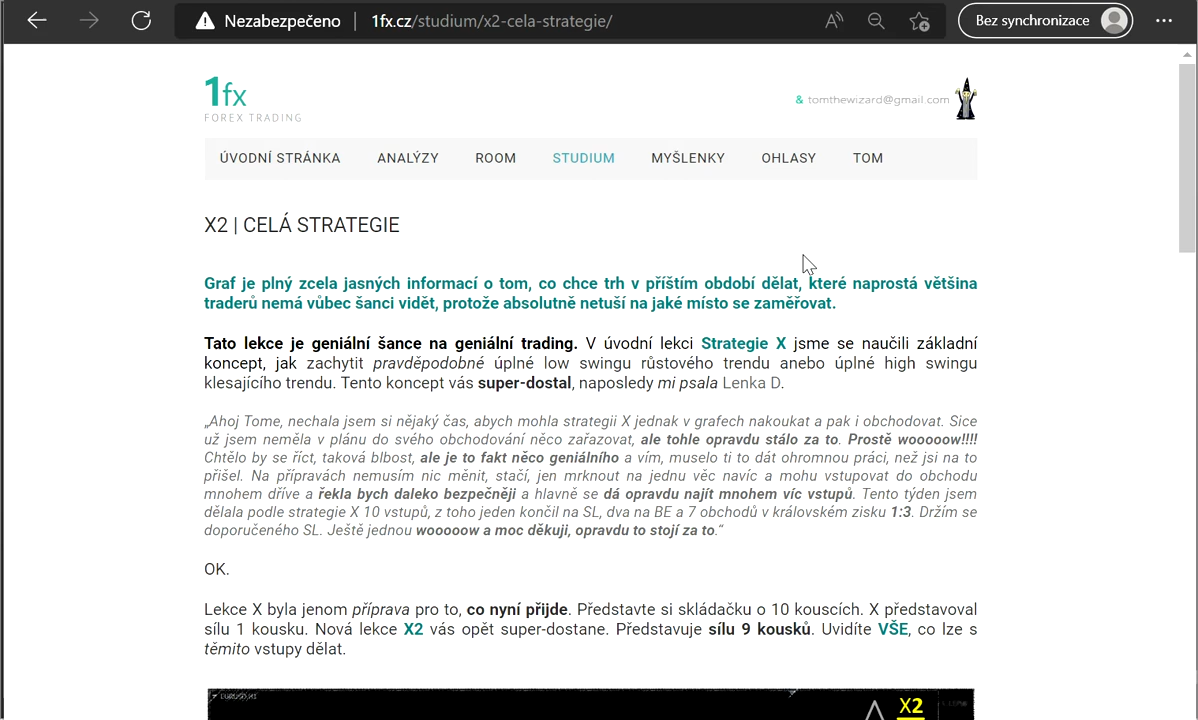 Nezabezpečeno | 1fx.cz/studium/x2-cela-strategie/ Bez synchronizace
1fx
FOREX TRADING
& tomthewizard@gmail.com
ÚVODNÍ STRÁNKA ANALÝZY ROOM STUDIUM MYŠLENKY OHLASY TOM
X2 | CELÁ STRATEGIE
Graf je plný zcela jasných informací o tom, co chce trh v příštím období dělat, které naprostá většina
traderů nemá vůbec šanci vidět, protože absolutně netuší na jaké místo se zaměřovat.
Tato lekce je geniální šance na geniální trading. V úvodní lekci Strategie X jsme se naučili základní
koncept, jak zachytit pravděpodobné úplné low swingu růstového trendu anebo úplné high swingu
klesajícího trendu. Tento koncept vás super-dostal, naposledy mi psala Lenka D.
„Ahoj Tome, nechala jsem si nějaký čas, abych mohla strategii X jednak v grafech nakoukat a pak i obchodovat. Sice
už jsem neměla v plánu do svého obchodování něco zařazovat, ale tohle opravdu stálo za to. Prostě wooooow!!!!
Chtělo by se říct, taková blbost, ale je to fakt něco geniálního a vím, muselo ti to dát ohromnou práci, než jsi na to
přišel. Na přípravách nemusím nic měnit, stačí, jen mrknout na jednu věc navíc a mohu vstupovat do obchodu
mnohem dříve a řekla bych daleko bezpečněji a hlavně se dá opravdu najít mnohem víc vstupů. Tento týden jsem
dělala podle strategie X 10 vstupů, z toho jeden končil na SL, dva na BE a 7 obchodů v královském zisku 1:3. Držím se
doporučeného SL. Ještě jednou wooooow a moc děkuji, opravdu to stojí za to.“
OK.
Lekce X byla jenom příprava pro to, co nyní přijde. Představte si skládačku o 10 kouscích. X představoval
sílu 1 kousku. Nová lekce X2 vás opět super-dostane. Představuje sílu 9 kousků. Uvidíte VŠE, co lze s
těmito vstupy dělat.
X2